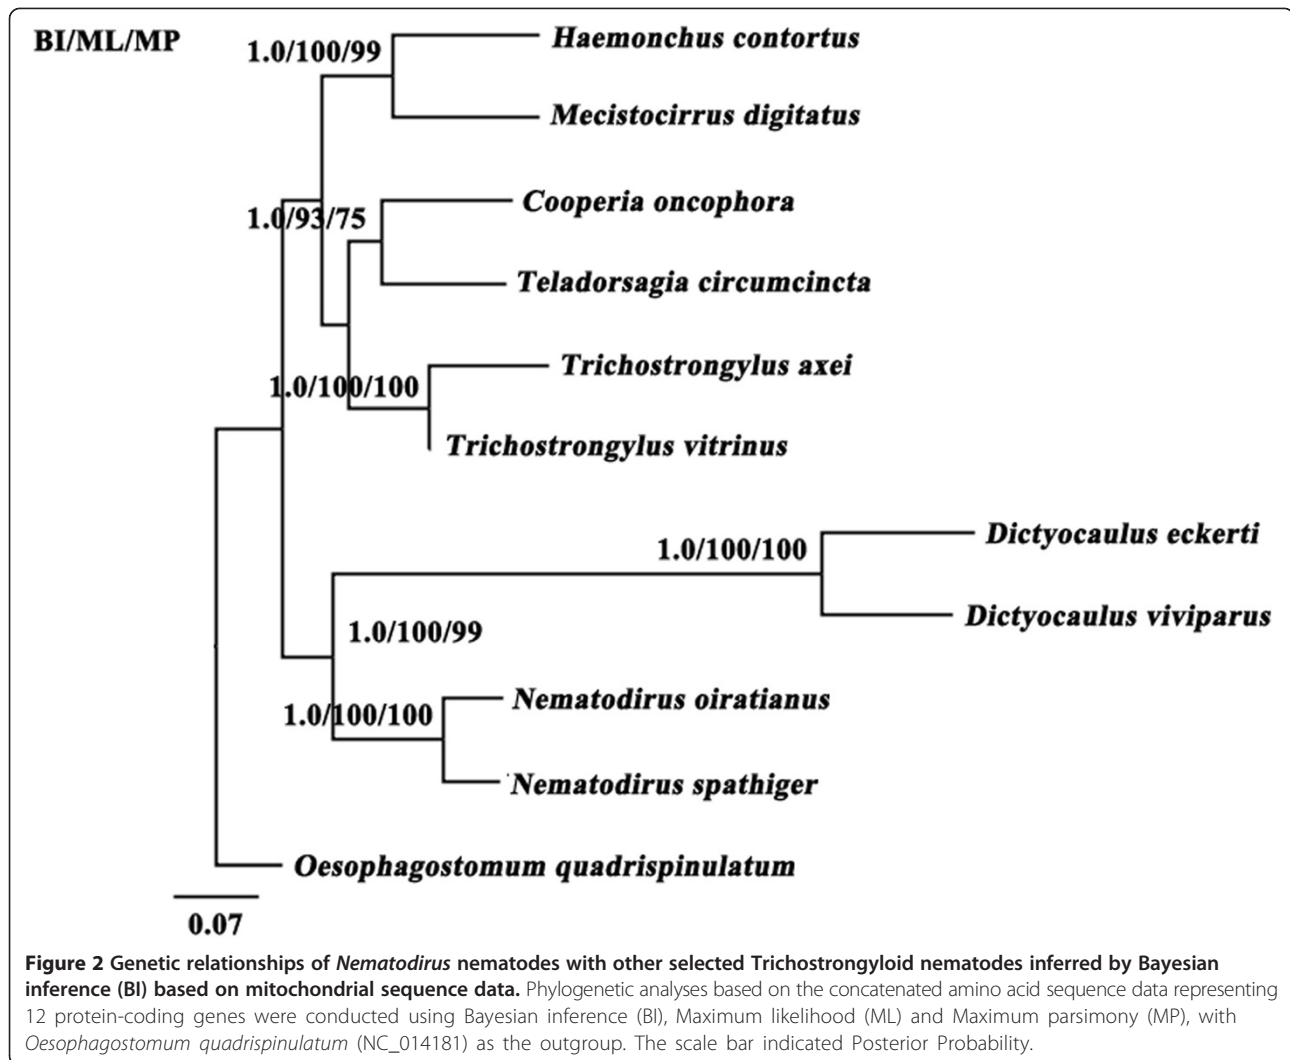 BI/ML/MP
1.0/100/99
Haemonchus contortus
Mecistocirrus digitatus
Cooperia oncophora
1.0/93/75
Teladorsagia circumcincta
Trichostrongylus axei
1.0/100/100
Trichostrongylus vitrinus
Dictyocaulus eckerti
1.0/100/100
Dictyocaulus viviparus
1.0/100/99
Nematodirus oiratianus
1.0/100/100
Nematodirus spathiger
Oesophagostomum quadrispinulatum
0.07
Figure 2 Genetic relationships of Nematodirus nematodes with other selected Trichostrongyloid nematodes inferred by Bayesian
inference (BI) based on mitochondrial sequence data. Phylogenetic analyses based on the concatenated amino acid sequence data representing
12 protein-coding genes were conducted using Bayesian inference (BI), Maximum likelihood (ML) and Maximum parsimony (MP), with
Oesophagostomum quadrispinulatum (NC_014181) as the outgroup. The scale bar indicated Posterior Probability.